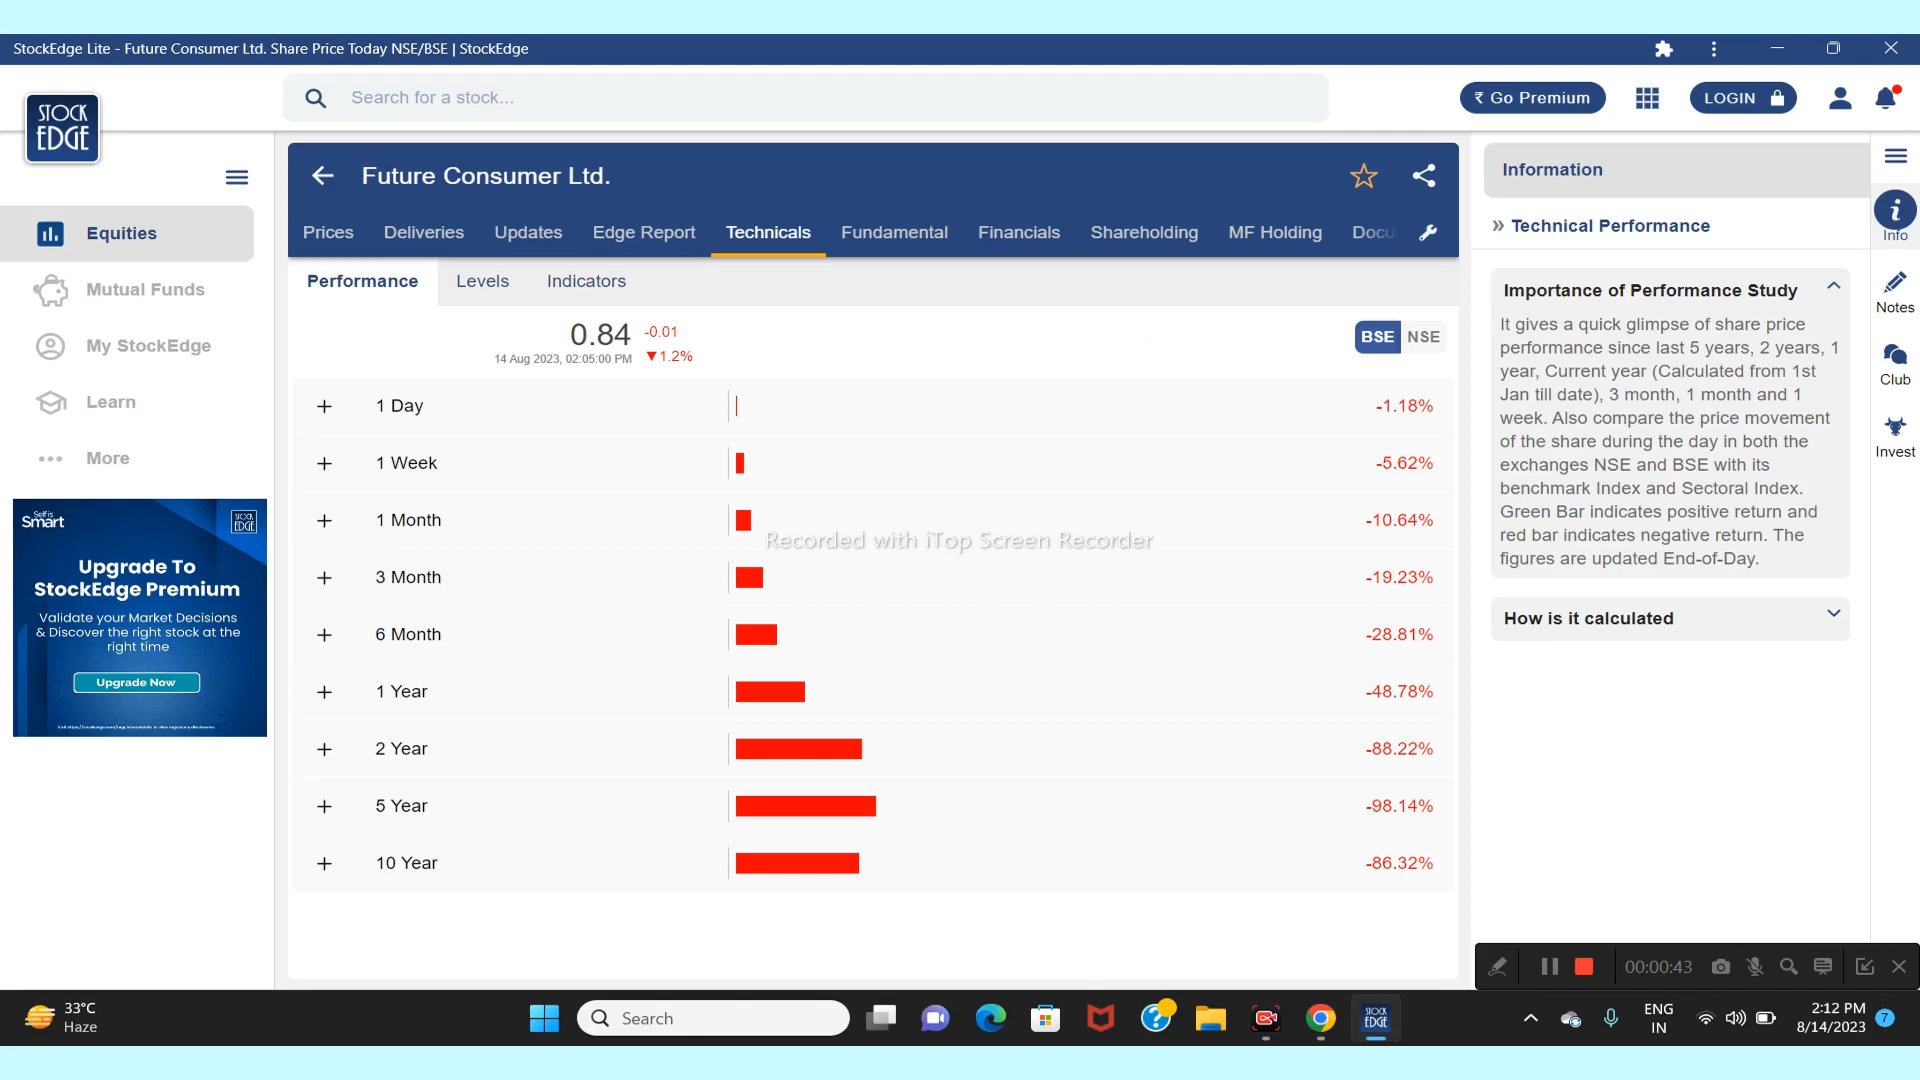 StockEdge Lite - Future Consumer Ltd. Share Price Today NSE/BSE | StockEdge
STOCK
EDGE
Search for a stock...
₹ Go Premium
LOGIN
Equities
Mutual Funds
My StockEdge
Learn
More
Self is
Smart
STOCK
EDGE
Upgrade To
StockEdge Premium
Validate your Market Decisions
& Discover the right stock at the
right time
Upgrade Now
Future Consumer Ltd.
Prices Deliveries Updates Edge Report Technicals Fundamental Financials Shareholding MF Holding Docu
Performance Levels Indicators
0.84 -0.01
14 Aug 2023, 02:05:00 PM ▼1.2%
BSE NSE
+ 1 Day -1.18%
+ 1 Week -5.62%
+ 1 Month -10.64%
Recorded with iTop Screen Recorder
+ 3 Month -19.23%
+ 6 Month -28.81%
+ 1 Year -48.78%
+ 2 Year -88.22%
+ 5 Year -98.14%
+ 10 Year -86.32%
Information
» Technical Performance
Importance of Performance Study
It gives a quick glimpse of share price
performance since last 5 years, 2 years, 1
year, Current year (Calculated from 1st
Jan till date), 3 month, 1 month and 1
week. Also compare the price movement
of the share during the day in both the
exchanges NSE and BSE with its
benchmark Index and Sectoral Index.
Green Bar indicates positive return and
red bar indicates negative return. The
figures are updated End-of-Day.
How is it calculated
Info
Notes
Club
Invest
00:00:43
33°C
Haze
Search
STOCK
EDGE
ENG
IN
2:12 PM
8/14/2023
7